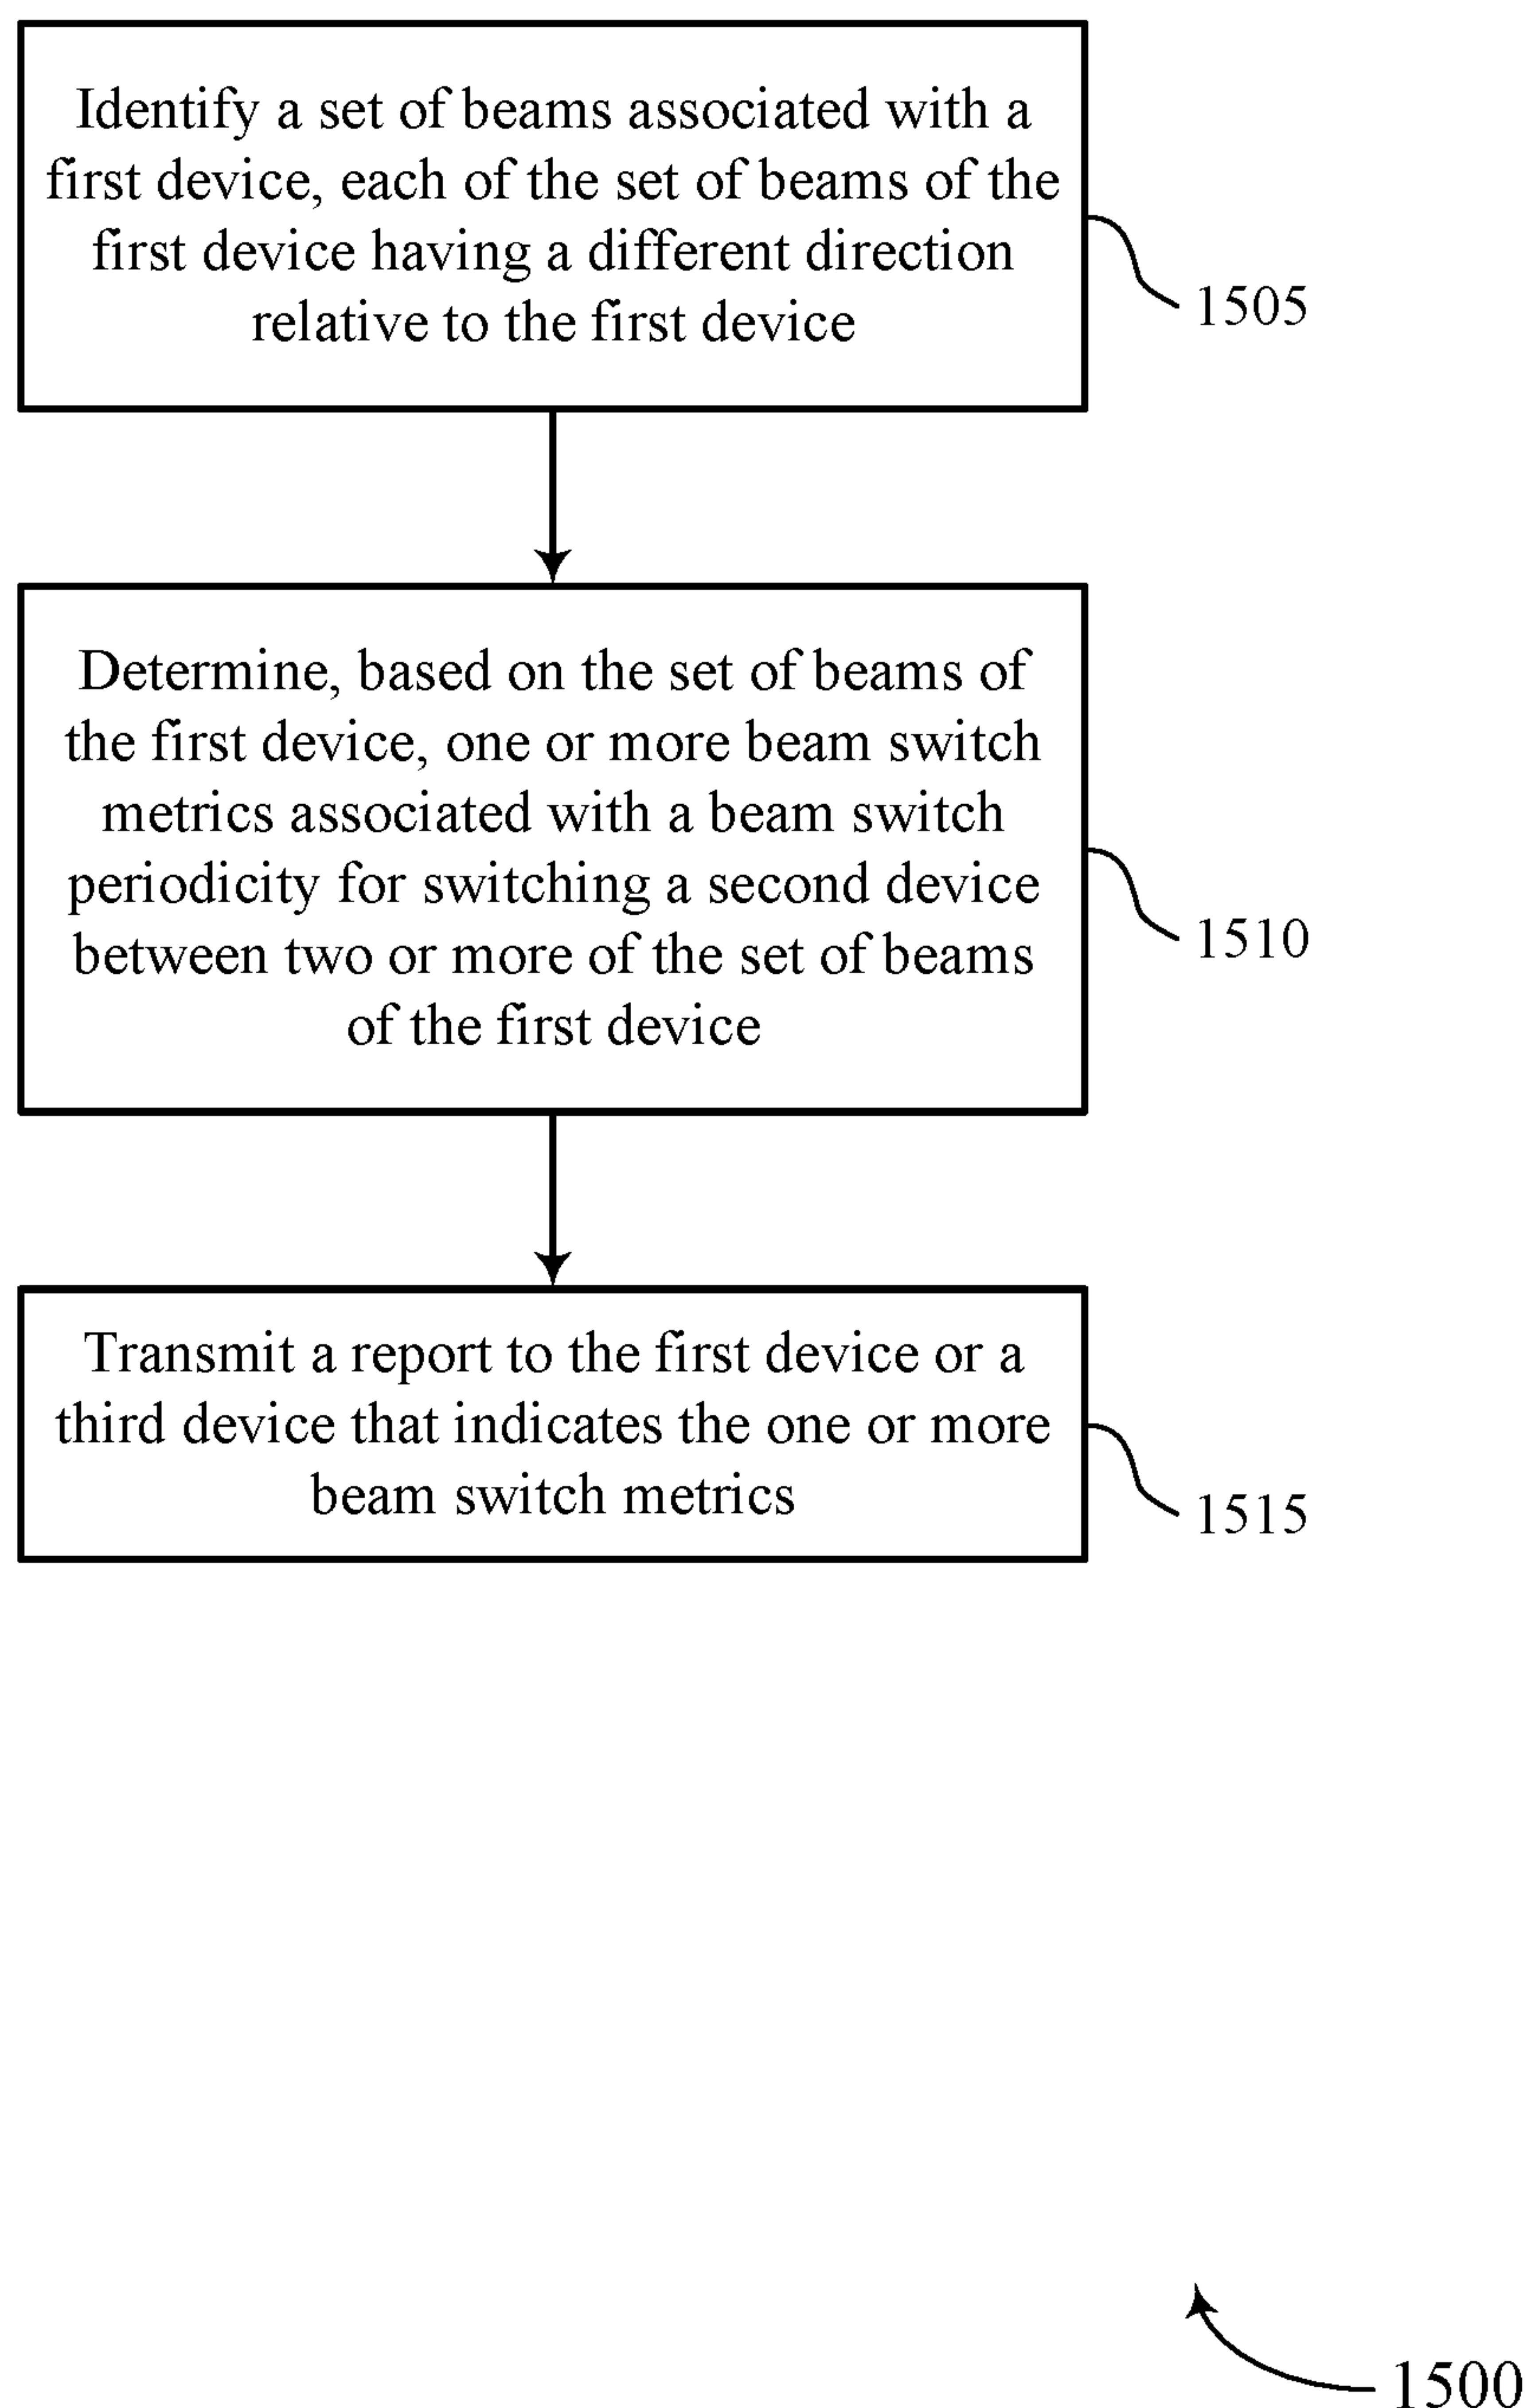 Identify a set of beams associated with a
first device, each of the set of beams of the
first device having a different direction
relative to the first device
1505
Determine, based on the set of beams of
the first device, one or more beam switch
metrics associated with a beam switch
periodicity for switching a second device
between two or more of the set of beams
of the first device
1510
Transmit a report to the first device or a
third device that indicates the one or more
beam switch metrics
1515
1500